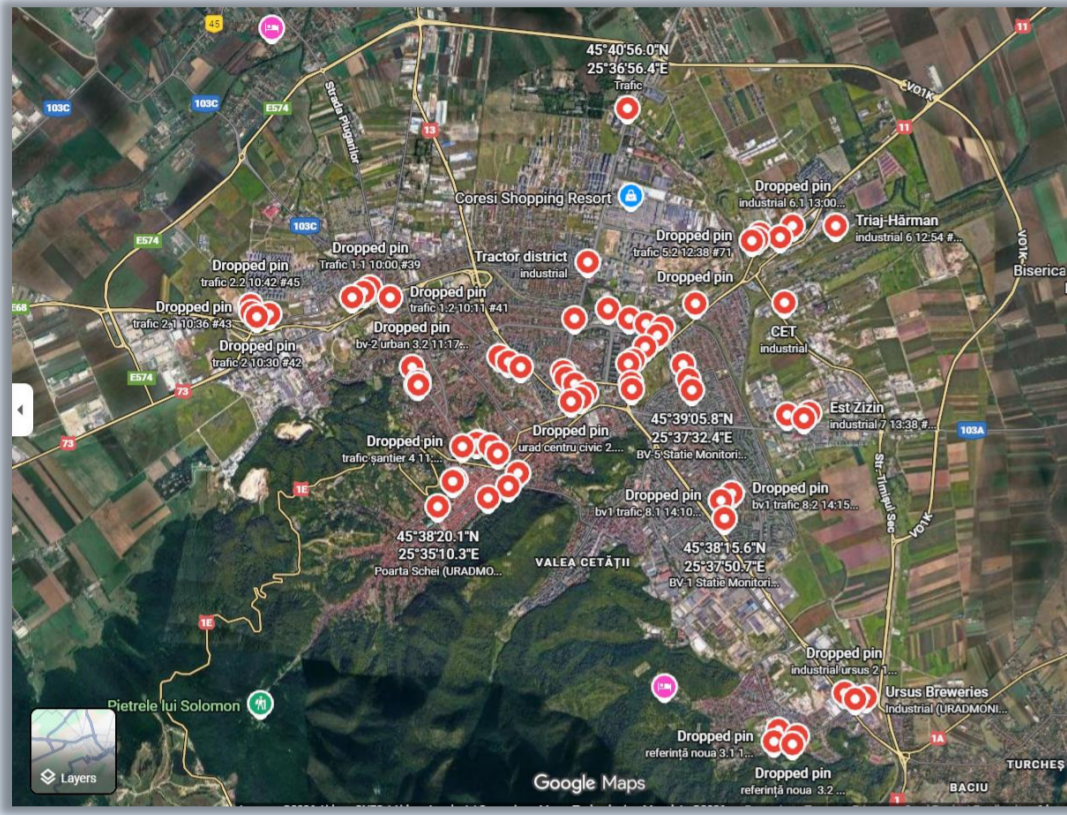 45
45°40'56.0"N
25°36'56.4"E
Trafic
11
103C
103C
E574
VO1K
Strada Plugarilor
13
11
Dropped pin
industrial 6.1 13:00...
Coresi Shopping Resort
103C
Triaj-Hărman
industrial 6 12:54 #...
Dropped pin
trafic 5.2 12:38 #71
E574
VO1K
Dropped pin
Trafic 1.1 10:00 #39
Tractor district
industrial
Dropped pin
trafic 2.2 10:42 #45
Biserica
Dropped pin
Dropped pin
trafic 1.2 10:11 #41
E68
Dropped pin
trafic 2.1 10:36 #43
Dropped pin
bv-2 urban 3.2 11:17...
CET
industrial
Dropped pin
trafic 2 10:30 #42
E574
73
Est Zizin
industrial 7 13:38 #...
45°39'05.8"N
25°37'32.4"E
BV-5 Statie Monitori...
103A
Dropped pin
urad centru civic 2....
73
Dropped pin
trafic șantier 4 11:...
Str. Timișul Sec
1E
Dropped pin
bv1 trafic 8.1 14:10...
Dropped pin
bv1 trafic 8.2 14:15...
VO1K
45°38'20.1"N
25°35'10.3"E
Poarta Schei (URADMO...
45°38'15.6"N
25°37'50.7"E
BV-1 Statie Monitori...
VALEA CETĂȚII
1E
Dropped pin
industrial ursus 2 1...
Ursus Breweries
Industrial (URADMONI...
Pietrele lui Solomon
Dropped pin
referință noua 3.1 1...
1A
TURCHEȘ
Layers
Google Maps
Dropped pin
referință noua 3.2 ...
BACIU
1